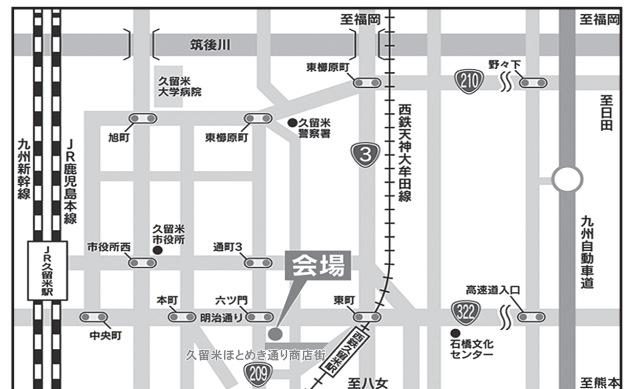 至福岡
至福岡
筑後川
東櫛原町
野々下
210
久留米
大学病院
至日田
旭町
東櫛原町
久留米
警察署
西鉄天神大牟田線
3
九州新幹線
JR鹿児島本線
九州自動車道
久留米
市役所
市役所西
通町3
会場
JR久留米駅
本町
六ツ門
東町
322
高速道入口
中央町
明治通り
西鉄久留米駅
石橋文化
センター
久留米ほとめき通り商店街
209
至八女
至熊本